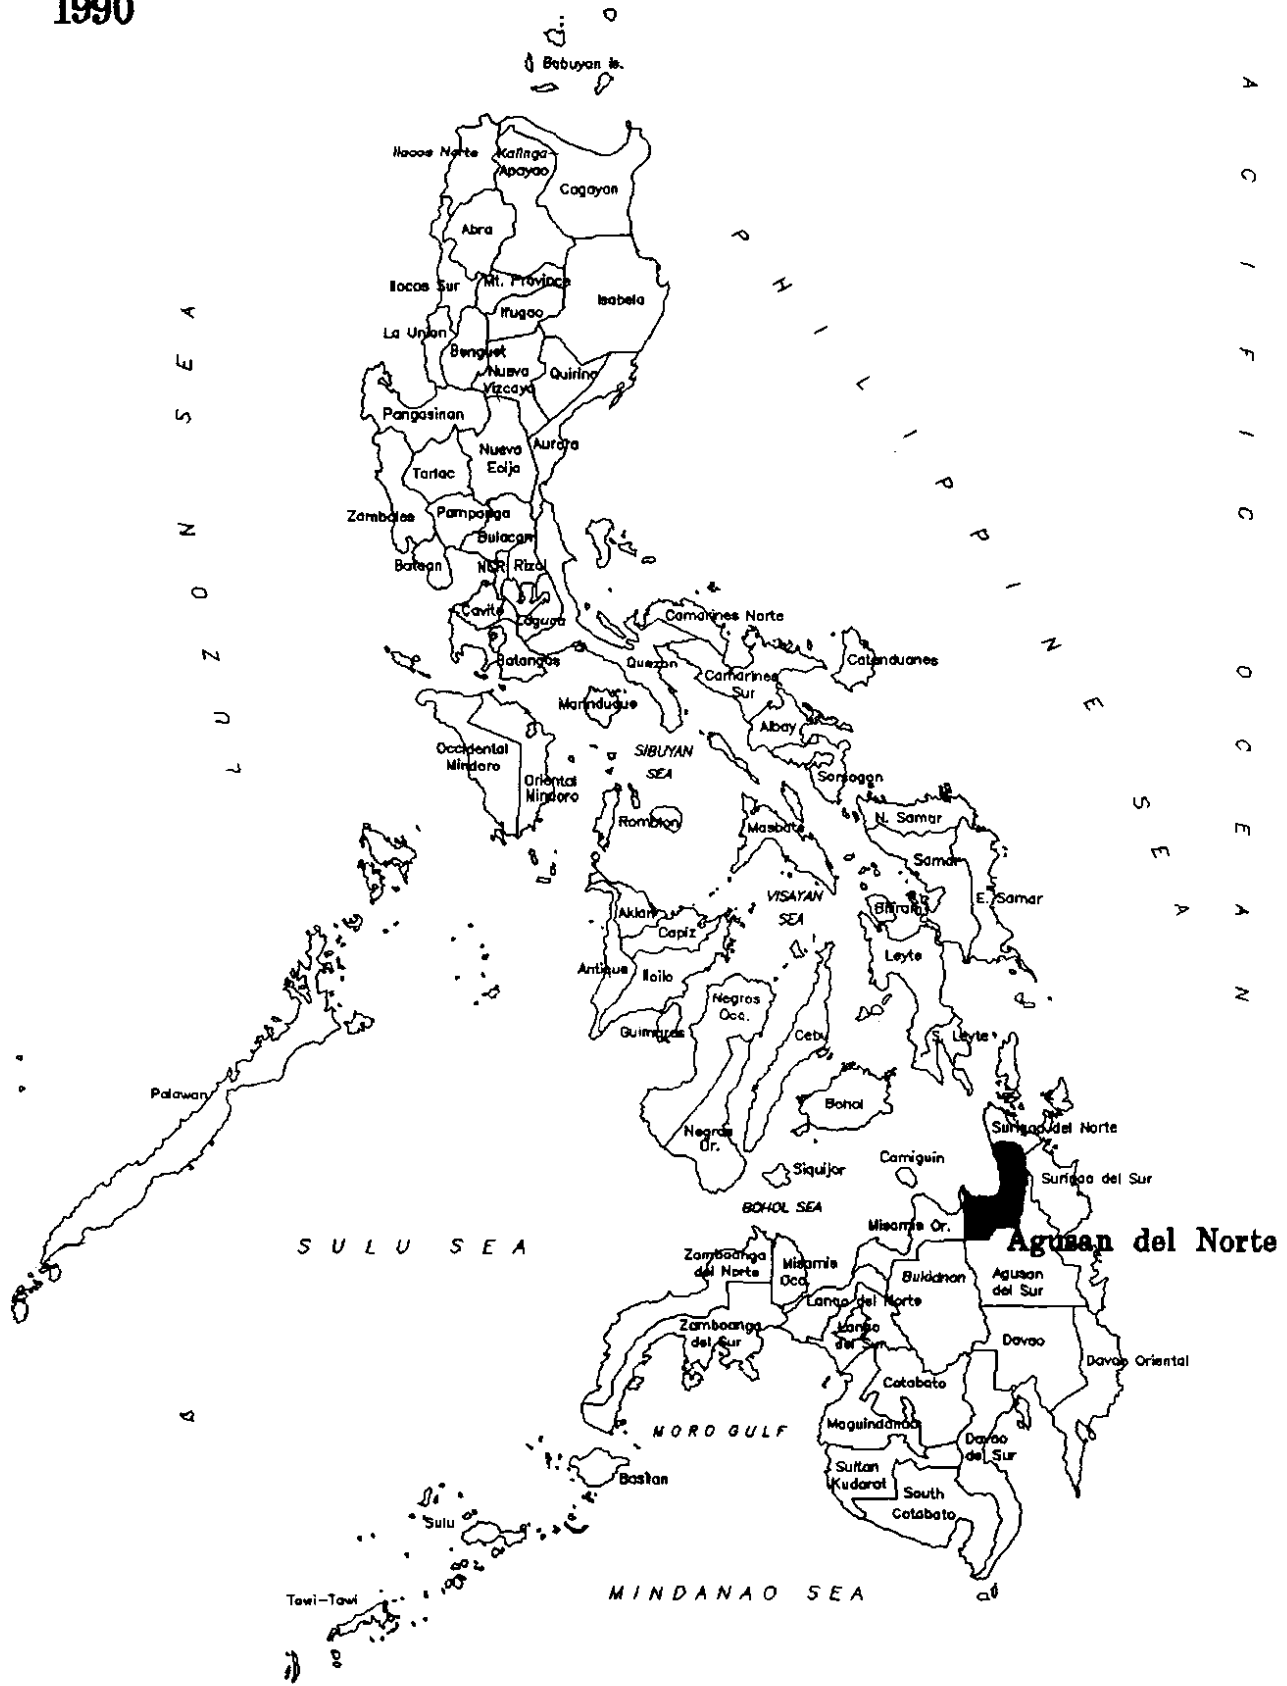 1990
Babuyan Is.
Ilocos Norte
Kalinga-
Apayao
Cagayan
Abra
Ilocos Sur
Mt. Province
Isabela
Ifugao
La Union
Benguet
Nueva
Vizcaya
Quirino
Pangasinan
Aurora
Nueva
Ecija
Tarlac
Zambales
Pampanga
Bulacan
Bataan
NCR
Rizal
Cavite
Laguna
Batangas
Quezon
Camarines Norte
Camarines
Sur
Catanduanes
Marinduque
Albay
Sorsogon
Occidental
Mindoro
Oriental
Mindoro
SIBUYAN
SEA
Romblon
Masbate
N. Samar
Samar
E. Samar
Biliran
VISAYAN
SEA
Aklan
Capiz
Antique
Iloilo
Guimaras
Negros
Occ.
Cebu
Leyte
S. Leyte
Palawan
Bohol
Negros
Or.
Siquijor
Camiguin
Surigao del Norte
Surigao del Sur
BOHOL SEA
Misamis Or.
Agusan del Norte
SULU SEA
Zamboanga
del Norte
Misamis
Occ.
Bukidnon
Agusan
del Sur
Lanao del Norte
Lanao
del Sur
Zamboanga
del Sur
Davao
Davao Oriental
Cotabato
Maguindanao
MORO GULF
Davao
del Sur
Sultan
Kudarat
South
Cotabato
Basilan
Sulu
Tawi-Tawi
MINDANAO SEA
LUZON SEA
PHILIPPINE SEA
ACIFIC OCEAN